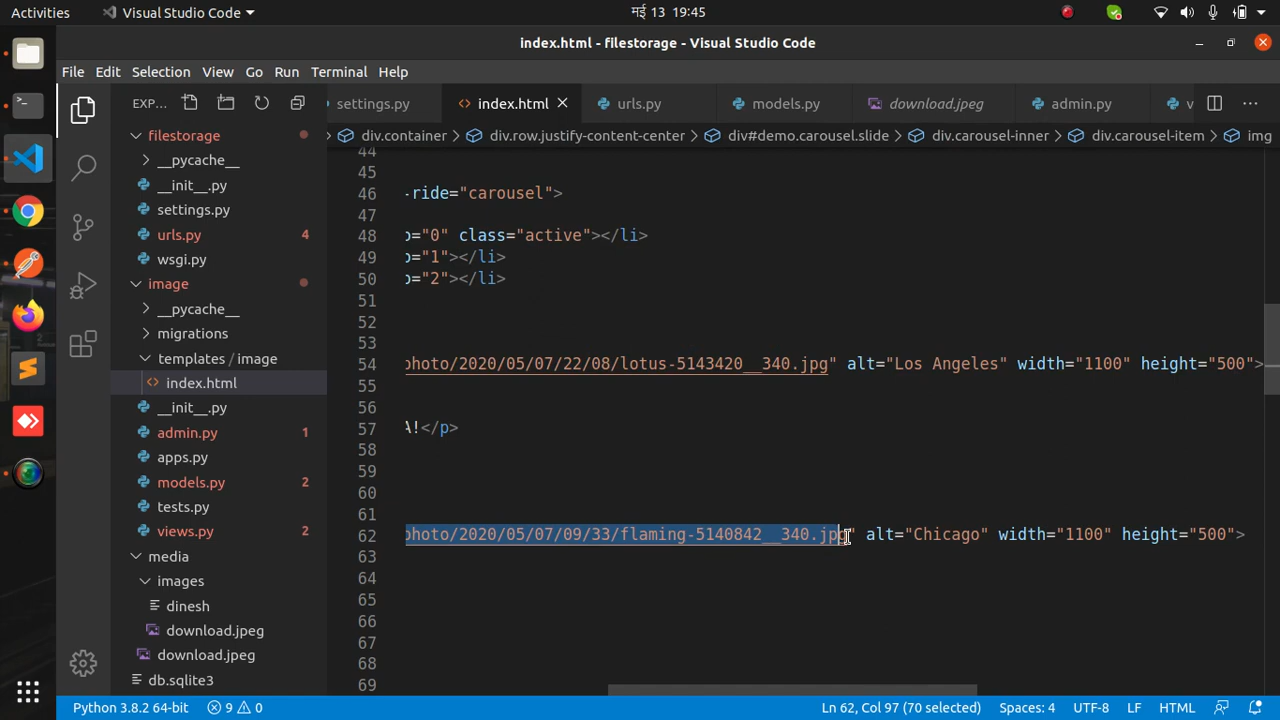 Activities
Visual Studio Code
मई 13 19:45
index.html - filestorage - Visual Studio Code
File Edit Selection View Go Run Terminal Help
EXP...
settings.py
index.html
urls.py
models.py
download.jpeg
admin.py
v
div.container
div.row.justify-content-center
div#demo.carousel.slide
div.carousel-inner
div.carousel-item
img
filestorage
__pycache__
__init__.py
settings.py
urls.py 4
wsgi.py
image
__pycache__
migrations
templates / image
index.html
__init__.py
admin.py 1
apps.py
models.py 2
tests.py
views.py 2
media
images
dinesh
download.jpeg
download.jpeg
db.sqlite3
44
45
46 -ride="carousel">
47
48 p="0" class="active"></li>
49 p="1"></li>
50 p="2"></li>
51
52
53
54 photo/2020/05/07/22/08/lotus-5143420__340.jpg" alt="Los Angeles" width="1100" height="500">
55
56
57 A!</p>
58
59
60
61
62 photo/2020/05/07/09/33/flaming-5140842__340.jpg" alt="Chicago" width="1100" height="500">
63
64
65
66
67
68
69
Python 3.8.2 64-bit
9
0
Ln 62, Col 97 (70 selected)
Spaces: 4
UTF-8
LF
HTML